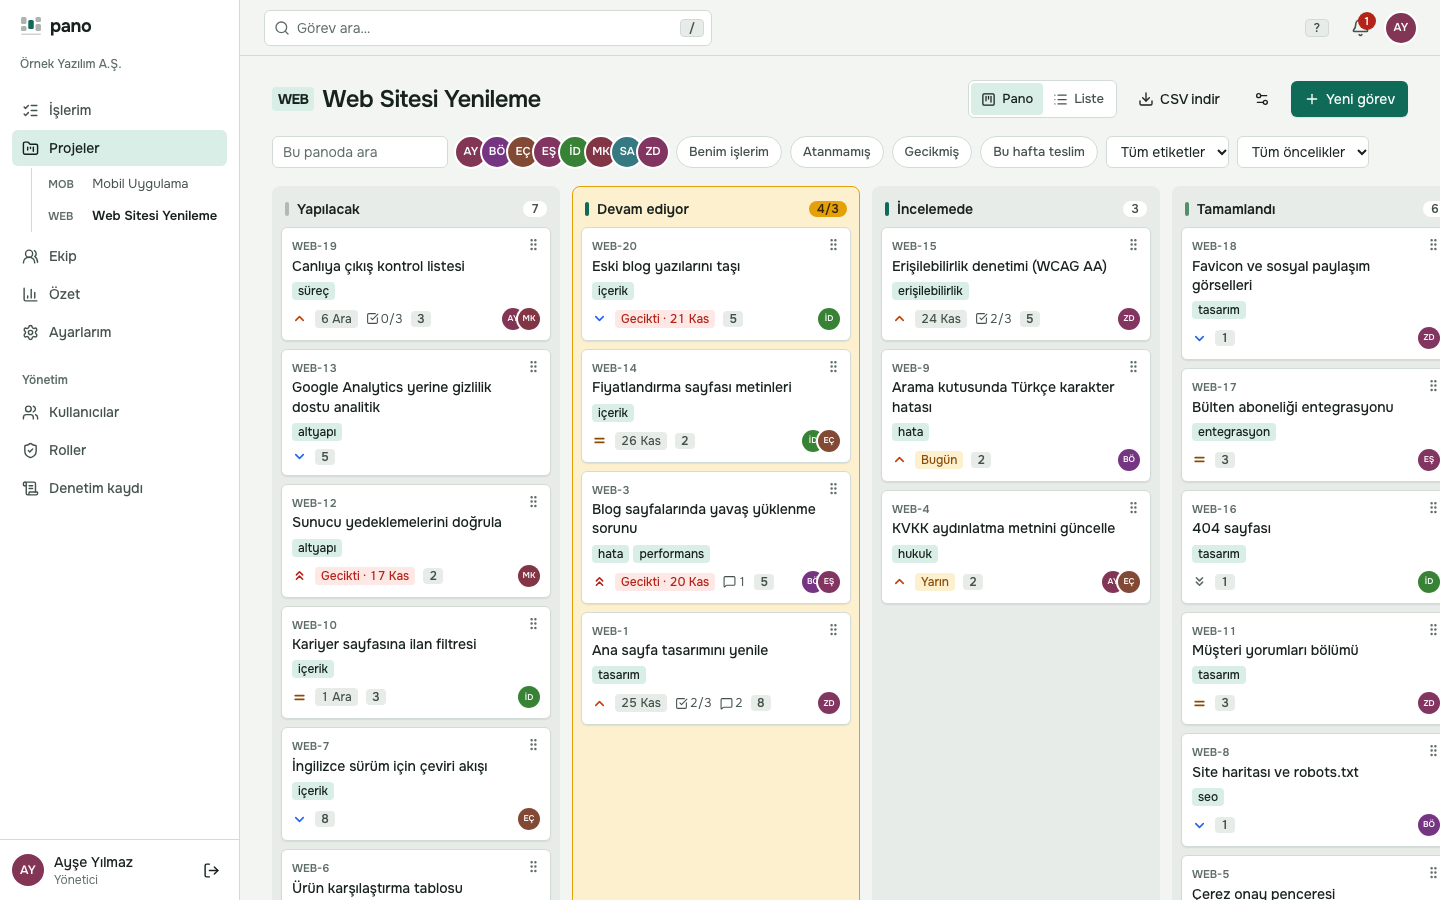 pano
Örnek Yazılım A.Ş.
İşlerim
Projeler
MOB Mobil Uygulama
WEB Web Sitesi Yenileme
Ekip
Özet
Ayarlarım
Yönetim
Kullanıcılar
Roller
Denetim kaydı
AY
Ayşe Yılmaz
Yönetici
Görev ara...
/
?
1
AY
WEB Web Sitesi Yenileme
Pano
Liste
CSV indir
Yeni görev
Bu panoda ara
AY BÖ EÇ EŞ İD MK SA ZD
Benim işlerim
Atanmamış
Gecikmiş
Bu hafta teslim
Tüm etiketler
Tüm öncelikler
Yapılacak 7
WEB-19
Canlıya çıkış kontrol listesi
süreç
6 Ara 0/3 3 AY MK
WEB-13
Google Analytics yerine gizlilik
dostu analitik
altyapı
5
WEB-12
Sunucu yedeklemelerini doğrula
altyapı
Gecikti · 17 Kas 2 MK
WEB-10
Kariyer sayfasına ilan filtresi
içerik
1 Ara 3 İD
WEB-7
İngilizce sürüm için çeviri akışı
içerik
8 EÇ
WEB-6
Ürün karşılaştırma tablosu
Devam ediyor 4/3
WEB-20
Eski blog yazılarını taşı
içerik
Gecikti · 21 Kas 5 İD
WEB-14
Fiyatlandırma sayfası metinleri
içerik
26 Kas 2 İD EÇ
WEB-3
Blog sayfalarında yavaş yüklenme
sorunu
hata performans
Gecikti · 20 Kas 1 5 BÖ EŞ
WEB-1
Ana sayfa tasarımını yenile
tasarım
25 Kas 2/3 2 8 ZD
İncelemede 3
WEB-15
Erişilebilirlik denetimi (WCAG AA)
erişilebilirlik
24 Kas 2/3 5 ZD
WEB-9
Arama kutusunda Türkçe karakter
hatası
hata
Bugün 2 BÖ
WEB-4
KVKK aydınlatma metnini güncelle
hukuk
Yarın 2 AY EÇ
Tamamlandı 6
WEB-18
Favicon ve sosyal paylaşım
görselleri
tasarım
1 ZD
WEB-17
Bülten aboneliği entegrasyonu
entegrasyon
3 EŞ
WEB-16
404 sayfası
tasarım
1 İD
WEB-11
Müşteri yorumları bölümü
tasarım
3 ZD
WEB-8
Site haritası ve robots.txt
seo
1 BÖ
WEB-5
Çerez onay penceresi